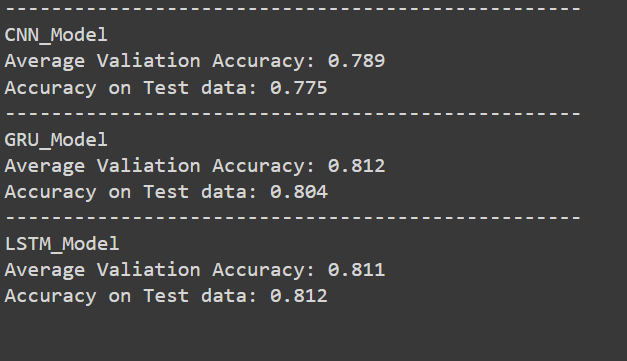 --------------------------------------------------
CNN_Model
Average Valiation Accuracy: 0.789
Accuracy on Test data: 0.775
--------------------------------------------------
GRU_Model
Average Valiation Accuracy: 0.812
Accuracy on Test data: 0.804
--------------------------------------------------
LSTM_Model
Average Valiation Accuracy: 0.811
Accuracy on Test data: 0.812